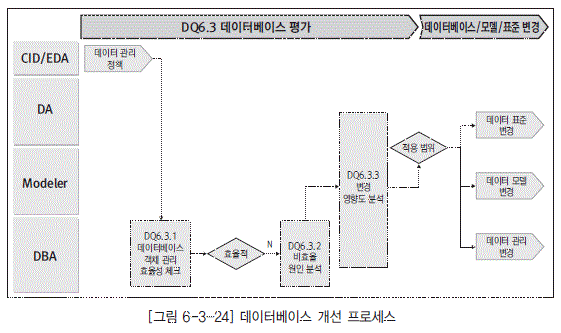 DQ6.3 데이터베이스 평가
데이터베이스/모델/표준 변경
CID/EDA
데이터 관리
정책
DA
데이터 표준
변경
적용 범위
Modeler
DQ6.3.3
변경
영향도 분석
데이터 모델
변경
DBA
DQ6.3.1
데이터베이스
객체 관리
효율성 체크
효율적
N
DQ6.3.2
비효율
원인 분석
데이터 관리
변경
[그림 6-3-24] 데이터베이스 개선 프로세스